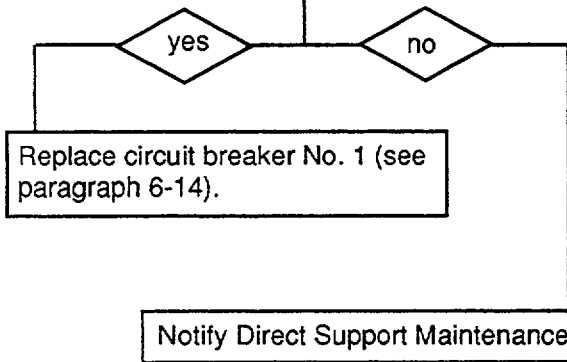 yes
no
Replace circuit breaker No. 1 (see
paragraph 6-14).
Notify Direct Support Maintenance